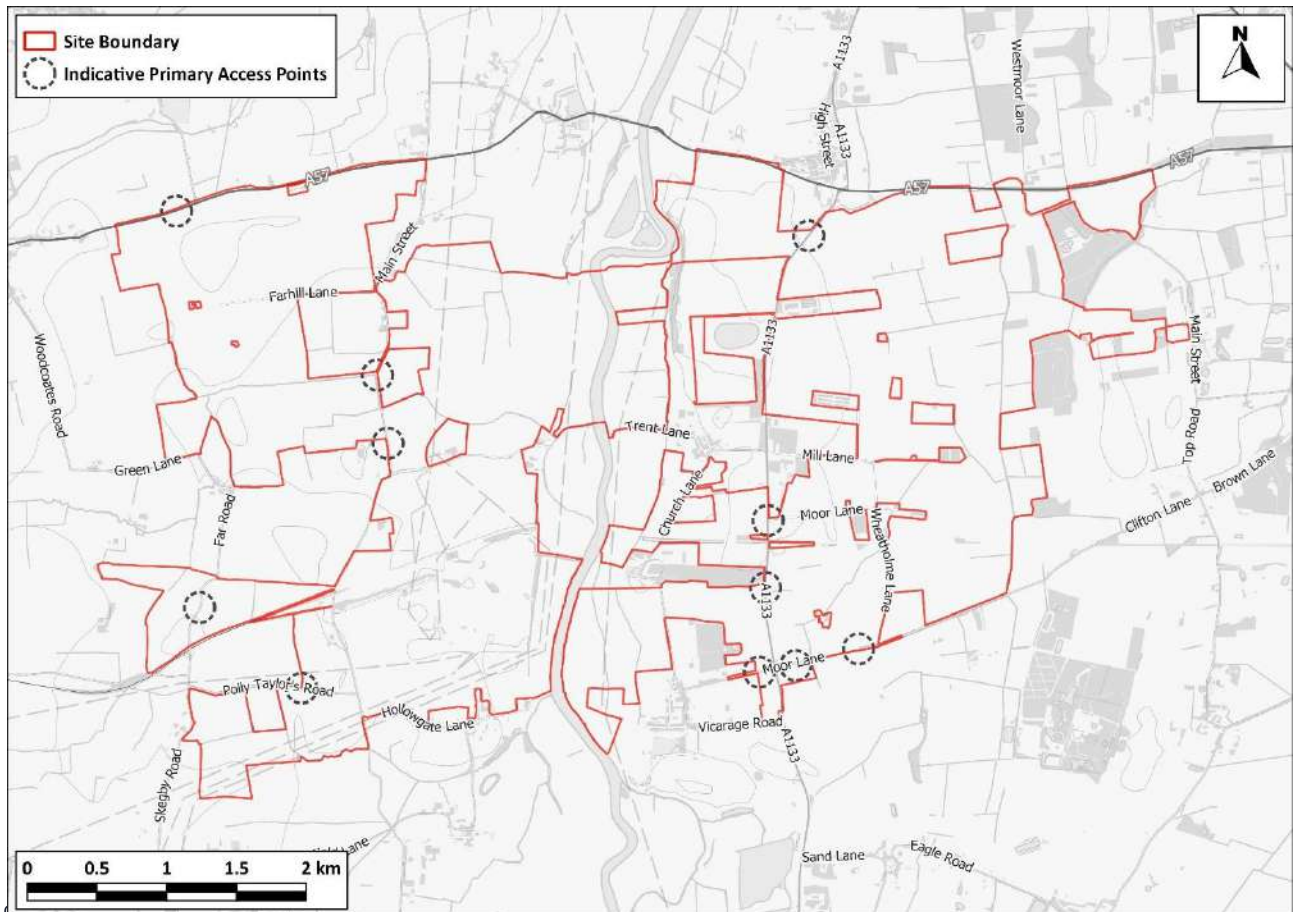 Site Boundary
Indicative Primary Access Points
N
A1133
Westmoor Lane
High Street
A1133
A57
A57
A57
Main Street
Farhill Lane
Woodcoates Road
A1133
Main Street
Trent Lane
Green Lane
Mill Lane
Top Road
Brown Lane
Church Lane
Moor Lane
Clifton Lane
Far Road
Wheatholme Lane
A1133
Moor Lane
Polly Taylor's Road
Hollowgate Lane
Vicarage Road
A1133
Skegby Road
Lane
Sand Lane
Eagle Road
0 0.5 1 1.5 2 km